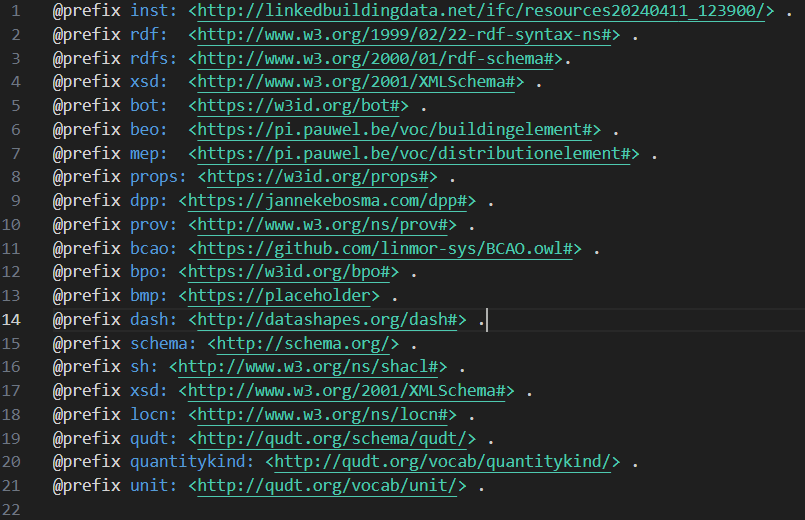 1 @prefix inst: <http://linkedbuildingdata.net/ifc/resources20240411_123900/> .
2 @prefix rdf: <http://www.w3.org/1999/02/22-rdf-syntax-ns#> .
3 @prefix rdfs: <http://www.w3.org/2000/01/rdf-schema#>.
4 @prefix xsd: <http://www.w3.org/2001/XMLSchema#> .
5 @prefix bot: <https://w3id.org/bot#> .
6 @prefix beo: <https://pi.pauwel.be/voc/buildingelement#> .
7 @prefix mep: <https://pi.pauwel.be/voc/distributionelement#> .
8 @prefix props: <https://w3id.org/props#> .
9 @prefix dpp: <https://jannekebosma.com/dpp#> .
10 @prefix prov: <http://www.w3.org/ns/prov#> .
11 @prefix bcao: <https://github.com/linmor-sys/BCAO.owl#> .
12 @prefix bpo: <https://w3id.org/bpo#> .
13 @prefix bmp: <https://placeholder> .
14 @prefix dash: <http://datashapes.org/dash#> .
15 @prefix schema: <http://schema.org/> .
16 @prefix sh: <http://www.w3.org/ns/shacl#> .
17 @prefix xsd: <http://www.w3.org/2001/XMLSchema#> .
18 @prefix locn: <http://www.w3.org/ns/locn#> .
19 @prefix qudt: <http://qudt.org/schema/qudt/> .
20 @prefix quantitykind: <http://qudt.org/vocab/quantitykind/> .
21 @prefix unit: <http://qudt.org/vocab/unit/> .
22